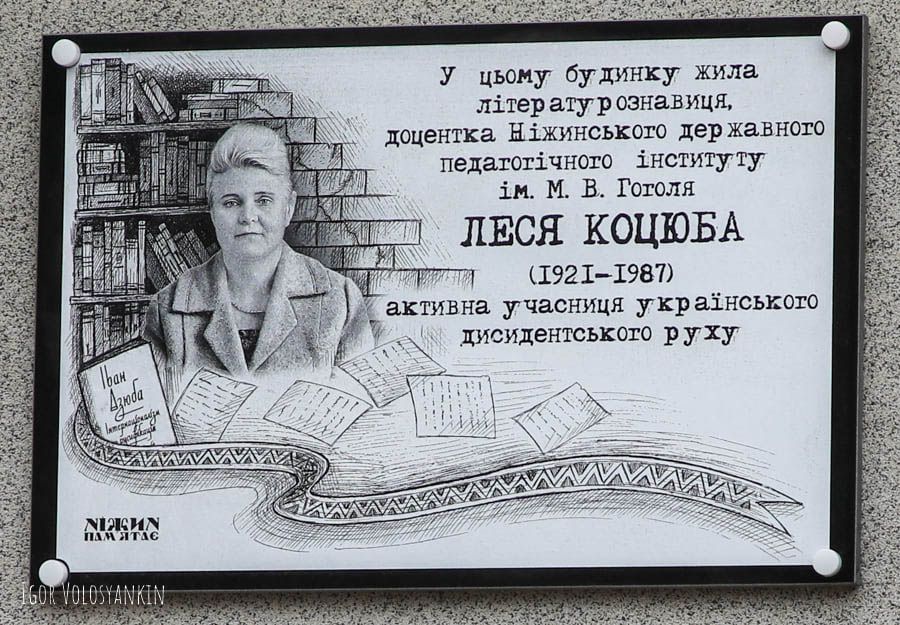 У цьому будинку жила
літературознавиця,
доцентка Ніжинського державного
педагогічного інституту
ім. М. В. Гоголя
ЛЕСЯ КОЦЮБА
(1921–1987)
активна учасниця українського
дисидентського руху
Іван
Дзюба
Інтернаціоналізм
русифікація
НІЖИН
ПАМ'ЯТАЄ
IGOR VOLOSYANKIN